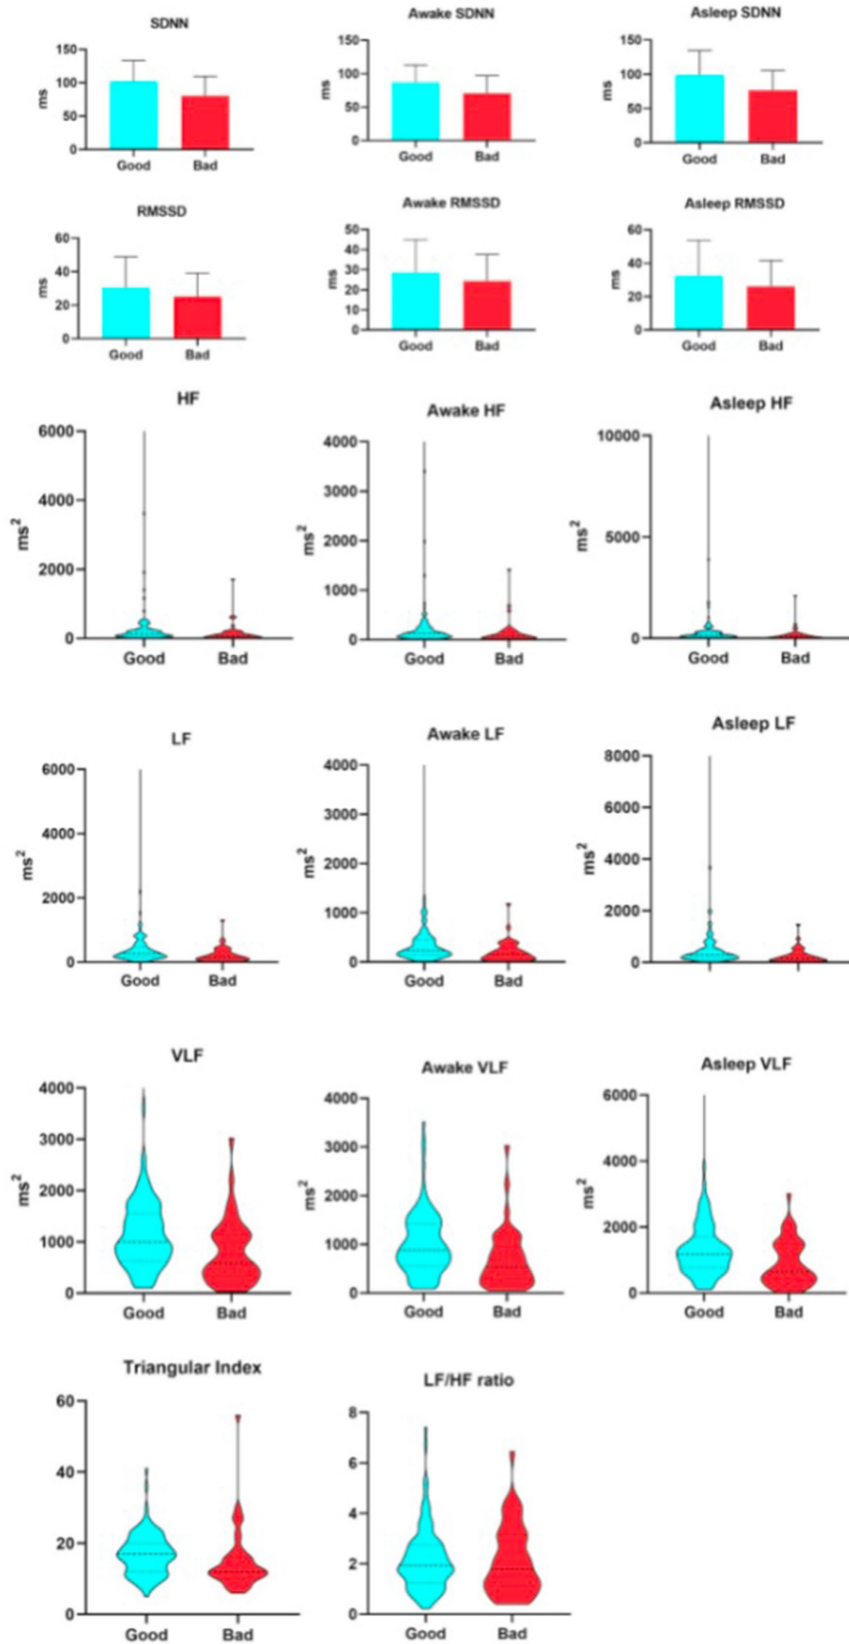 SDNN
Awake SDNN
Asleep SDNN
150
100
50
0
ms
Good
Bad
150
100
50
0
ms
Good
Bad
150
100
50
0
ms
Good
Bad
RMSSD
Awake RMSSD
Asleep RMSSD
60
40
20
0
ms
Good
Bad
50
40
30
20
10
0
ms
Good
Bad
60
40
20
0
ms
Good
Bad
HF
Awake HF
Asleep HF
6000
4000
2000
0
ms²
Good
Bad
4000
3000
2000
1000
0
ms²
Good
Bad
10000
5000
0
ms²
Good
Bad
LF
Awake LF
Asleep LF
6000
4000
2000
0
ms²
Good
Bad
4000
3000
2000
1000
0
ms²
Good
Bad
8000
6000
4000
2000
0
ms²
VLF
Awake VLF
Asleep VLF
4000
3000
2000
1000
0
ms²
Good
Bad
4000
3000
2000
1000
0
ms²
Good
Bad
6000
4000
2000
0
ms²
Good
Bad
Triangular Index
LF/HF ratio
60
40
20
0
Good
Bad
8
6
4
2
0
Good
Bad